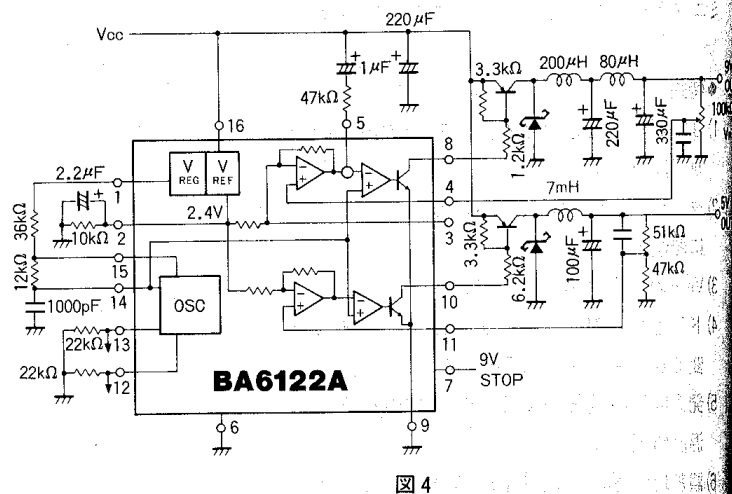 220μF
Vcc
1μF
47kΩ
3.3kΩ
200μH
80μH
220μF
330μF
100kΩ
1.2kΩ
16
5
8
4
3
V REG
V REF
2.2μF
1
2
2.4V
7mH
36kΩ
10kΩ
12kΩ
15
14
1000pF
OSC
3.3kΩ
100μF
51kΩ
47kΩ
6.2kΩ
10
11
22kΩ
13
22kΩ
12
BA6122A
7
9V
STOP
6
9
図4